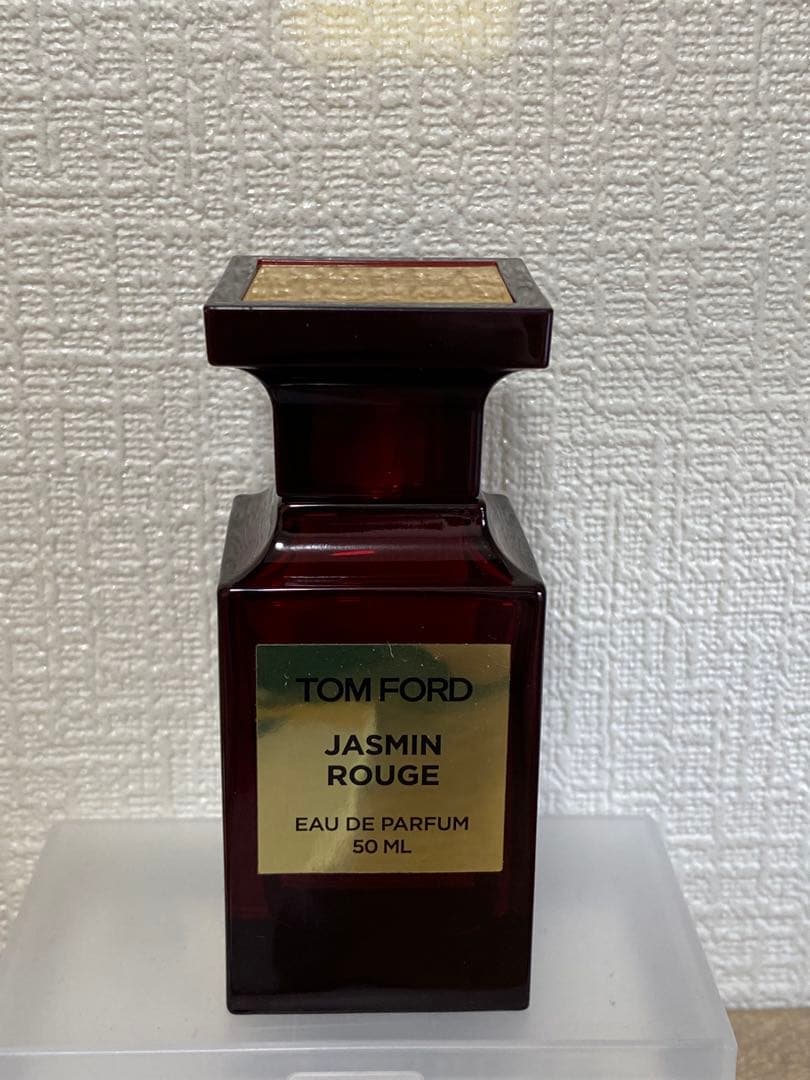 TOM FORD
JASMIN
ROUGE
EAU DE PARFUM
50 ML